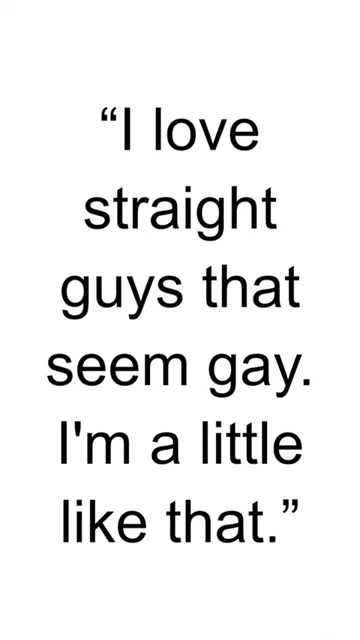 “I love
straight
guys that
seem gay.
I'm a little
like that.”